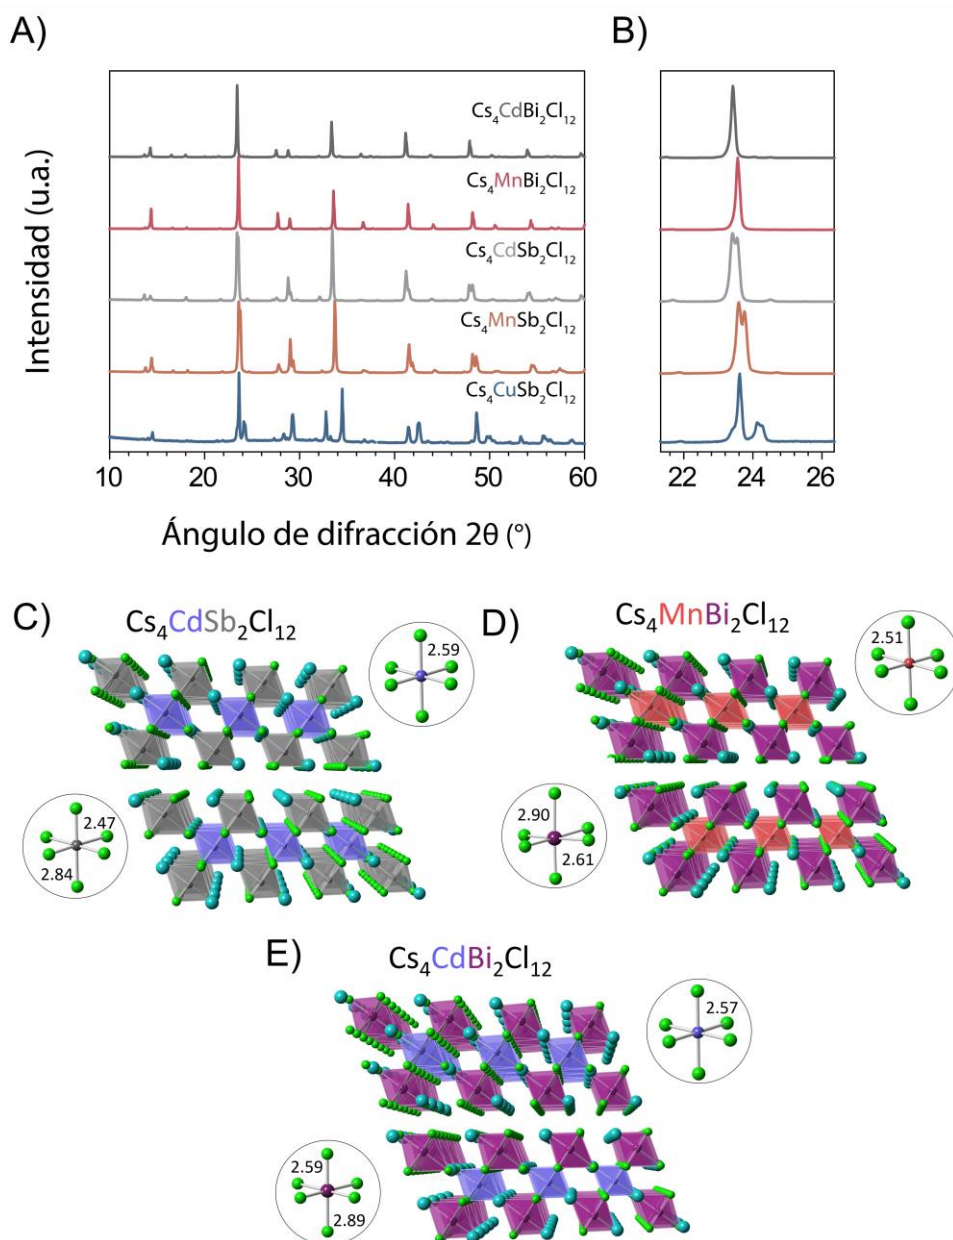 A)
B)
Intensidad (u.a.)
Cs₄CdBi₂Cl₁₂
Cs₄MnBi₂Cl₁₂
Cs₄CdSb₂Cl₁₂
Cs₄MnSb₂Cl₁₂
Cs₄CuSb₂Cl₁₂
10 20 30 40 50 60
22 24 26
Ángulo de difracción 2θ (°)
C)
Cs₄CdSb₂Cl₁₂
2.59
2.47
2.84
D)
Cs₄MnBi₂Cl₁₂
2.51
2.90
2.61
E)
Cs₄CdBi₂Cl₁₂
2.57
2.59
2.89